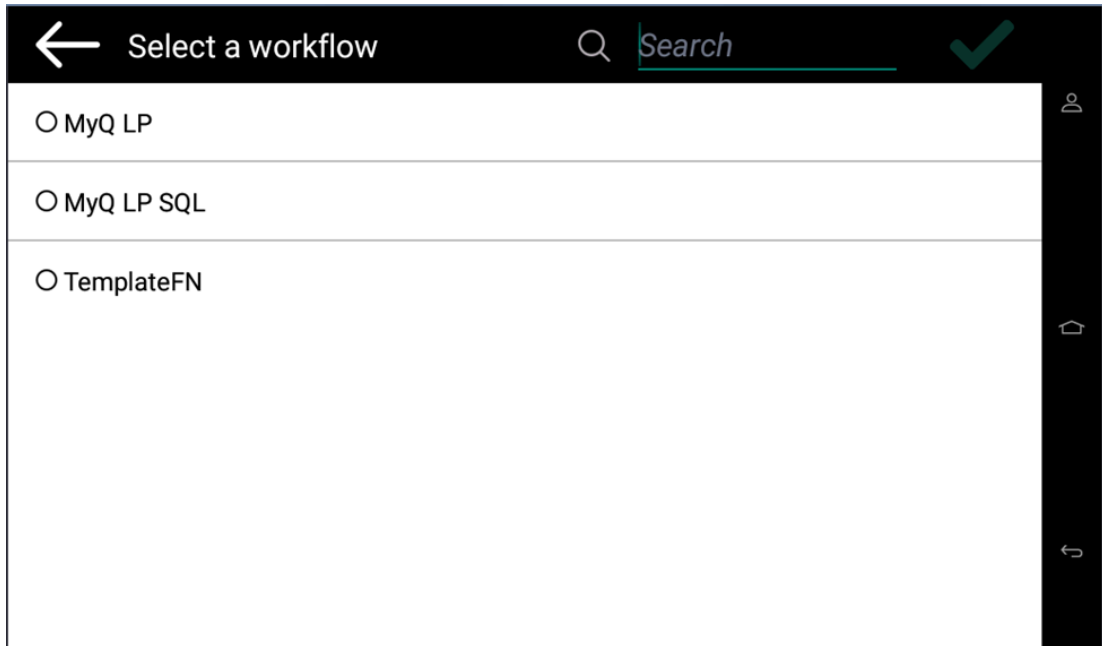 Select a workflow
Search
MyQ LP
MyQ LP SQL
TemplateFN